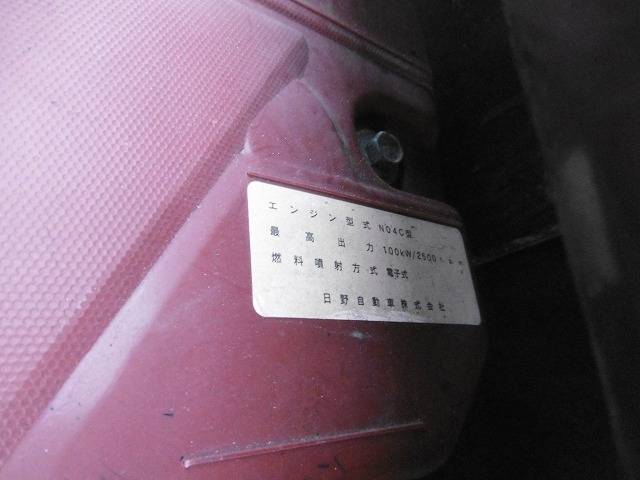 エンジン型式 N04C型
最高出力 100kW/2500
燃料噴射方式 電子式
日野自動車株式会社